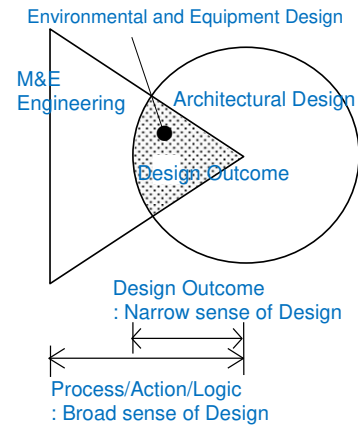 Environmental and Equipment Design
M&E
Engineering
Architectural Design
Design Outcome
Design Outcome
: Narrow sense of Design
Process/Action/Logic
: Broad sense of Design